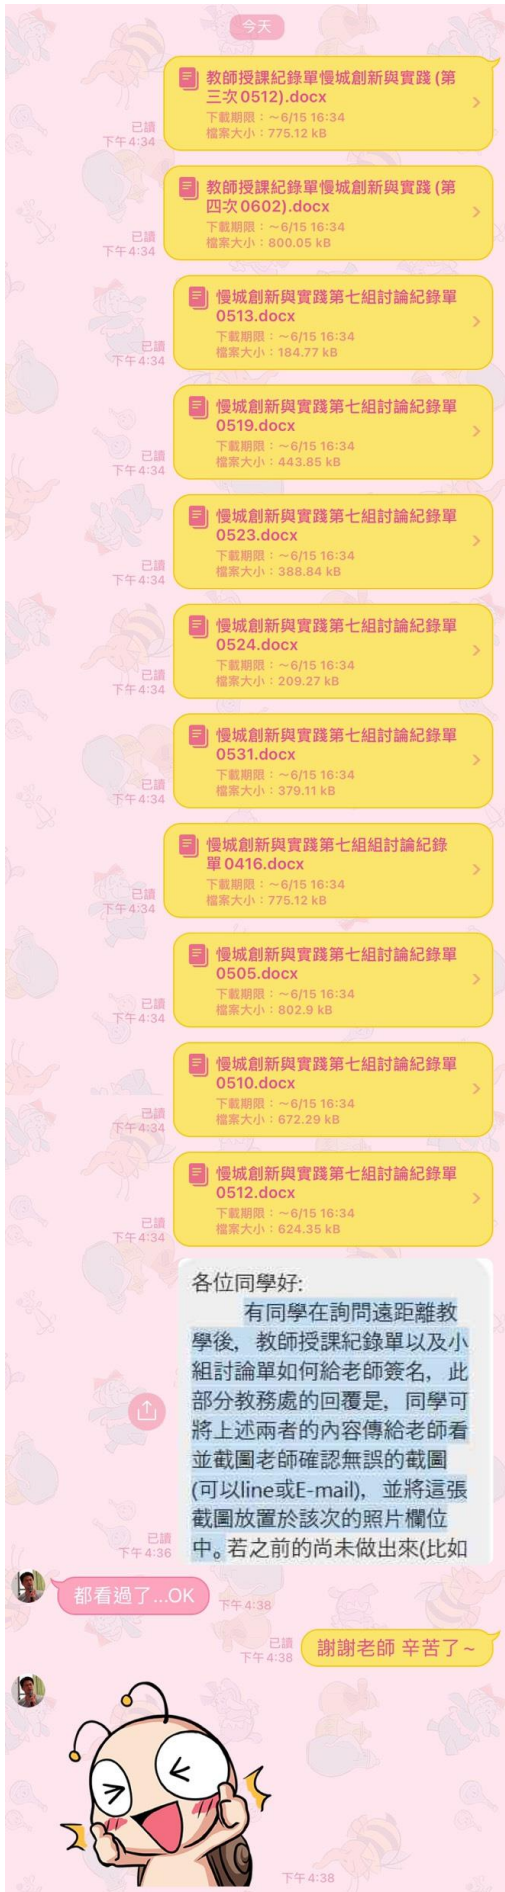 今天
教師授課紀錄單慢城創新與實踐 (第
三次0512).docx
下載期限：～6/15 16:34
檔案大小：775.12 kB
已讀
下午4:34
教師授課紀錄單慢城創新與實踐 (第
四次0602).docx
下載期限：～6/15 16:34
檔案大小：800.05 kB
已讀
下午4:34
慢城創新與實踐第七組討論紀錄單
0513.docx
下載期限：～6/15 16:34
檔案大小：184.77 kB
已讀
下午4:34
慢城創新與實踐第七組討論紀錄單
0519.docx
下載期限：～6/15 16:34
檔案大小：443.85 kB
已讀
下午4:34
慢城創新與實踐第七組討論紀錄單
0523.docx
下載期限：～6/15 16:34
檔案大小：388.84 kB
已讀
下午4:34
慢城創新與實踐第七組討論紀錄單
0524.docx
下載期限：～6/15 16:34
檔案大小：209.27 kB
已讀
下午4:34
慢城創新與實踐第七組討論紀錄單
0531.docx
下載期限：～6/15 16:34
檔案大小：379.11 kB
已讀
下午4:34
慢城創新與實踐第七組組討論紀錄
單0416.docx
下載期限：～6/15 16:34
檔案大小：775.12 kB
已讀
下午4:34
慢城創新與實踐第七組討論紀錄單
0505.docx
下載期限：～6/15 16:34
檔案大小：802.9 kB
已讀
下午4:34
慢城創新與實踐第七組討論紀錄單
0510.docx
下載期限：～6/15 16:34
檔案大小：672.29 kB
已讀
下午4:34
慢城創新與實踐第七組討論紀錄單
0512.docx
下載期限：～6/15 16:34
檔案大小：624.35 kB
已讀
下午4:34
各位同學好:
有同學在詢問遠距離教
學後，教師授課紀錄單以及小
組討論單如何給老師簽名，此
部分教務處的回覆是，同學可
將上述兩者的內容傳給老師看
並截圖老師確認無誤的截圖
(可以line或E-mail)，並將這張
截圖放置於該次的照片欄位
中。若之前的尚未做出來(比如
已讀
下午4:36
都看過了...OK
下午4:38
謝謝老師 辛苦了~
已讀
下午4:38
下午4:38